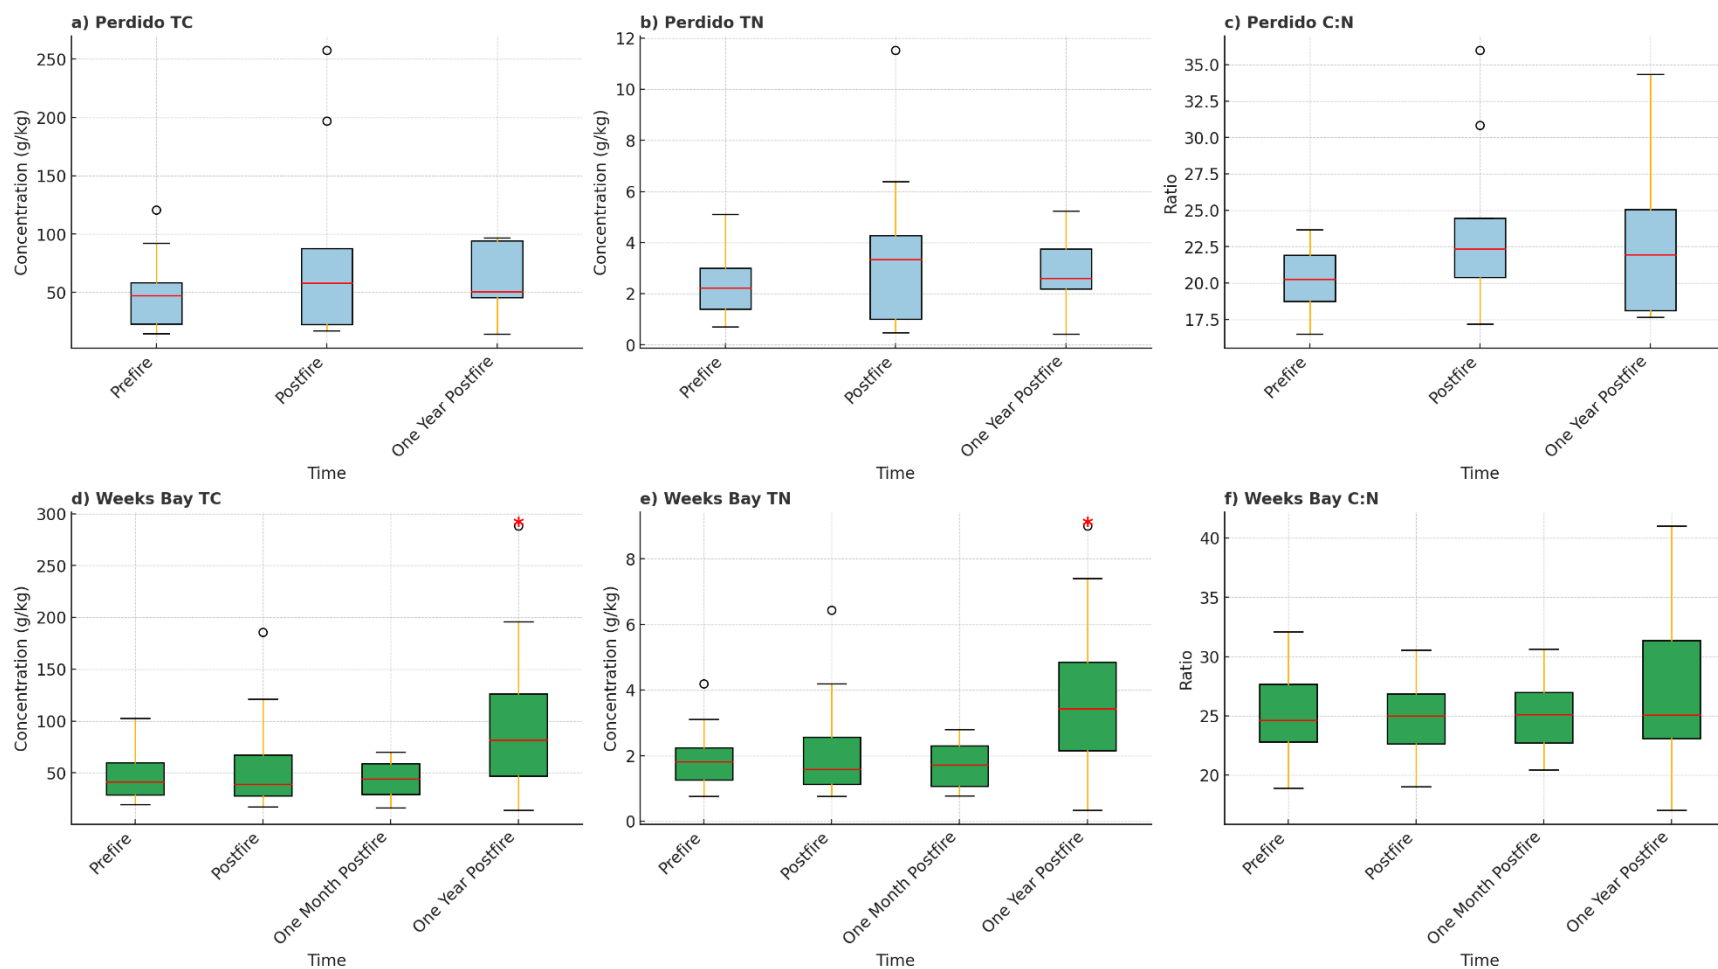 a) Perdido TC
Concentration (g/kg)
250
200
150
100
50
Prefire
Postfire
One Year Postfire
Time
b) Perdido TN
Concentration (g/kg)
12
10
8
6
4
2
0
Prefire
Postfire
One Year Postfire
Time
c) Perdido C:N
Ratio
35.0
32.5
30.0
27.5
25.0
22.5
20.0
17.5
Prefire
Postfire
One Year Postfire
d) Weeks Bay TC
Concentration (g/kg)
300
250
200
150
100
50
*
Prefire
Postfire
One Month Postfire
One Year Postfire
Time
e) Weeks Bay TN
Concentration (g/kg)
8
6
4
2
0
*
Prefire
Postfire
One Month Postfire
One Year Postfire
Time
f) Weeks Bay C:N
Ratio
40
35
30
25
20
Prefire
Postfire
One Month Postfire
One Year Postfire